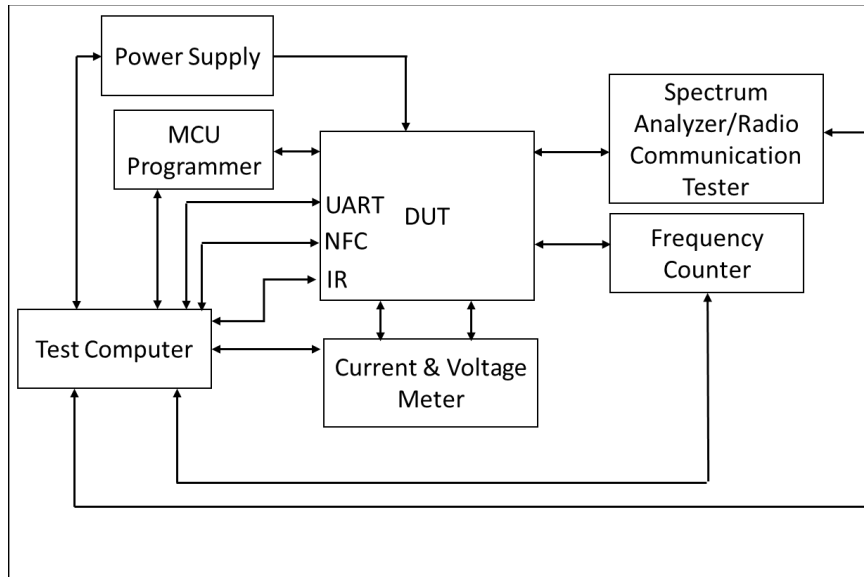 Power Supply
MCU
Programmer
Spectrum
Analyzer/Radio
Communication
Tester
UART
DUT
NFC
IR
Frequency
Counter
Test Computer
Current & Voltage
Meter